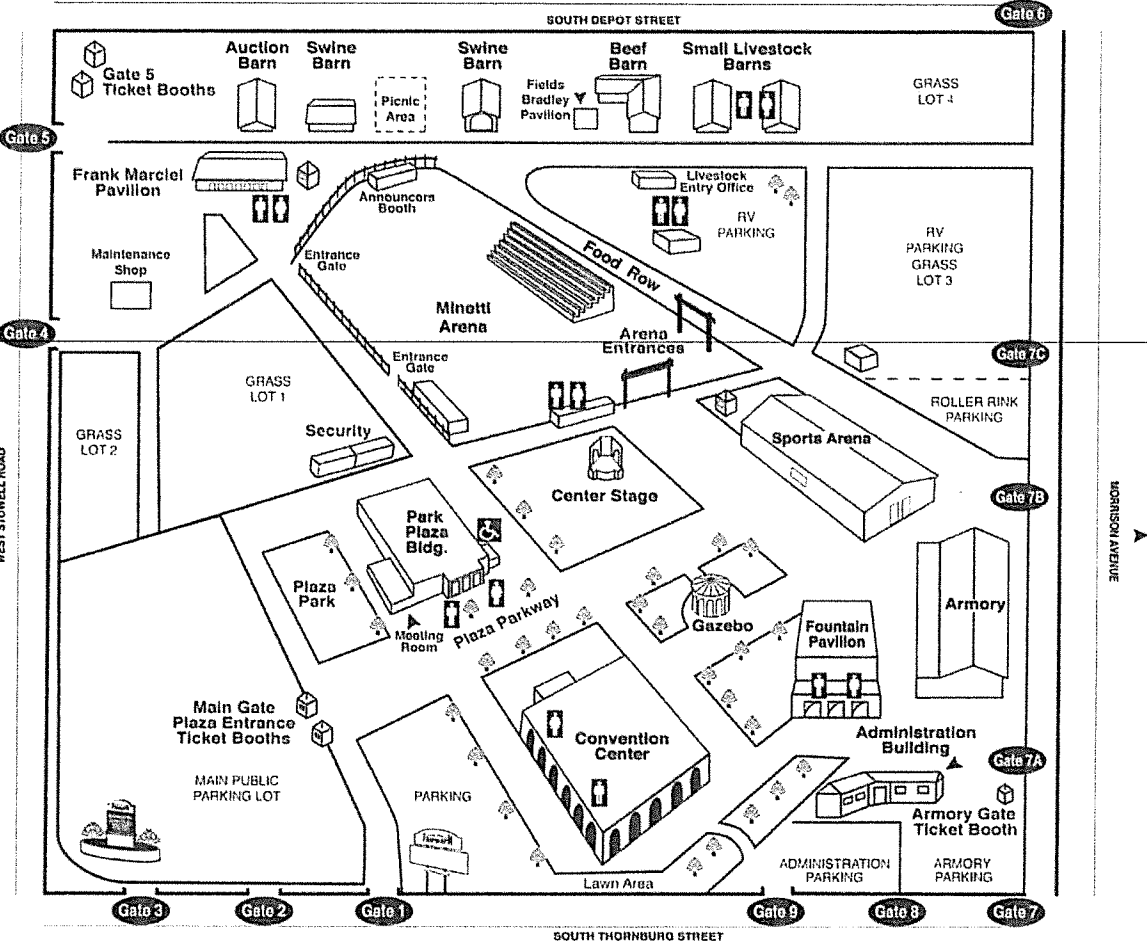 SOUTH DEPOT STREET
Gate 6
Auction
Barn
Swine
Barn
Swine
Barn
Beef
Barn
Small Livestock
Barns
Gate 5
Ticket Booths
Picnic
Area
Fields
Bradley
Pavilion
GRASS
LOT 4
Gate 5
Frank Marciel
Pavilion
Announcers
Booth
Livestock
Entry Office
RV
PARKING
RV
PARKING
GRASS
LOT 3
Maintenance
Shop
Entrance
Gate
Food Row
Minetti
Arena
Arena
Entrances
Gate 4
Gate 7C
Entrance
Gate
GRASS
LOT 1
GRASS
LOT 2
ROLLER RINK
PARKING
Security
Sports Arena
Center Stage
Gate 7B
WEST STOWELL ROAD
MORRISON AVENUE
Park
Plaza
Bldg.
Plaza
Park
Meeting
Room
Plaza Parkway
Gazebo
Fountain
Pavilion
Armory
Main Gate
Plaza Entrance
Ticket Booths
Convention
Center
Administration
Building
Gate 7A
MAIN PUBLIC
PARKING LOT
PARKING
Armory Gate
Ticket Booth
Lawn Area
ADMINISTRATION
PARKING
ARMORY
PARKING
Gate 3
Gate 2
Gate 1
Gate 9
Gate 8
Gate 7
SOUTH THORNBURG STREET